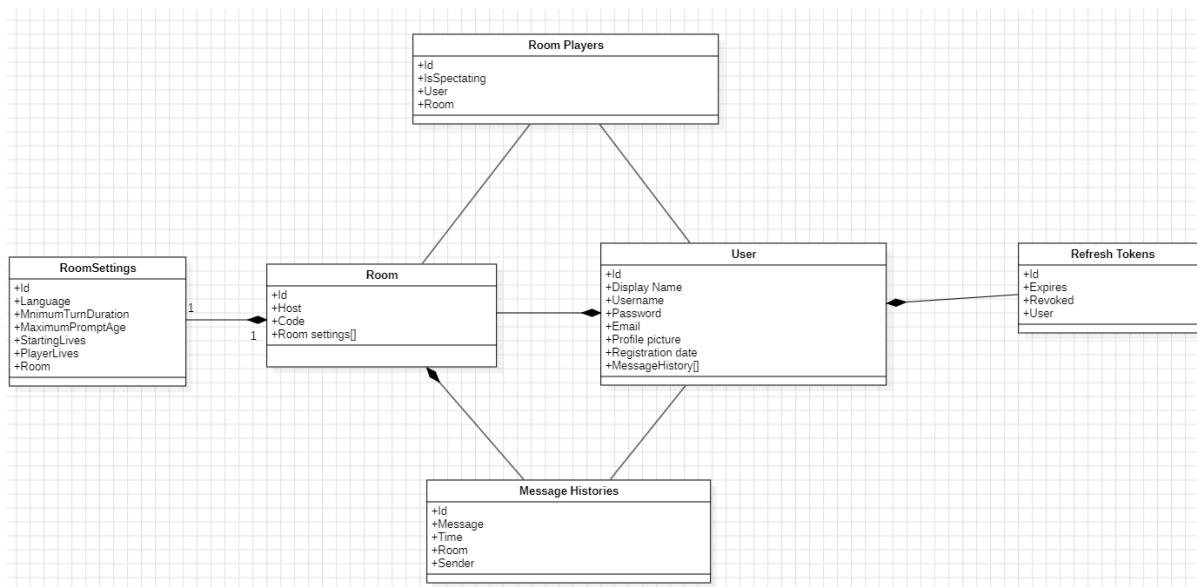 Room Players
+Id
+IsSpectating
+User
+Room
RoomSettings
+Id
+Language
+MnimumTurnDuration
+MaximumPromptAge
+StartingLives
+PlayerLives
+Room
1
1
Room
+Id
+Host
+Code
+Room settings[]
User
+Id
+Display Name
+Username
+Password
+Email
+Profile picture
+Registration date
+MessageHistory[]
Refresh Tokens
+Id
+Expires
+Revoked
+User
Message Histories
+Id
+Message
+Time
+Room
+Sender